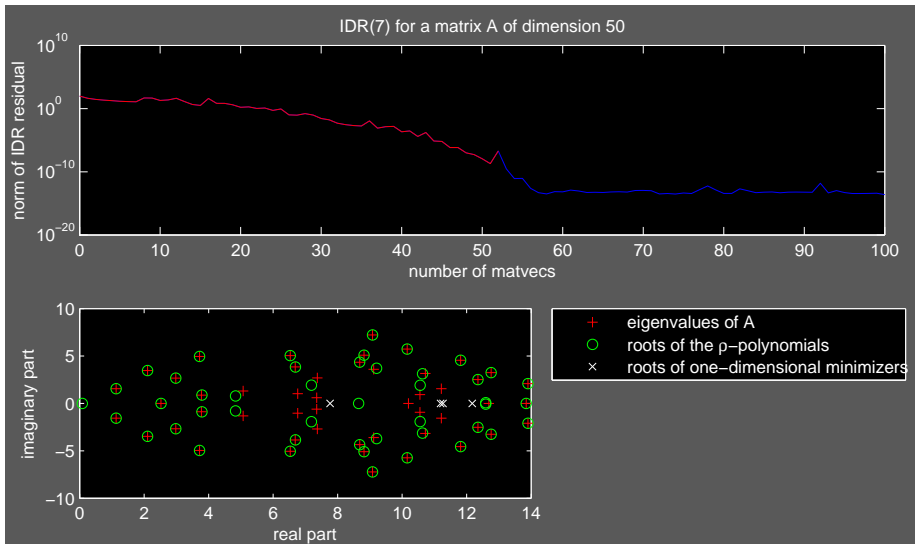 IDR(7) for a matrix A of dimension 50
norm of IDR residual
10^10
10^0
10^−10
10^−20
0 10 20 30 40 50 60 70 80 90 100
number of matvecs
imaginary part
10
5
0
−5
−10
0 2 4 6 8 10 12 14
real part
eigenvalues of A
roots of the ρ−polynomials
roots of one−dimensional minimizers